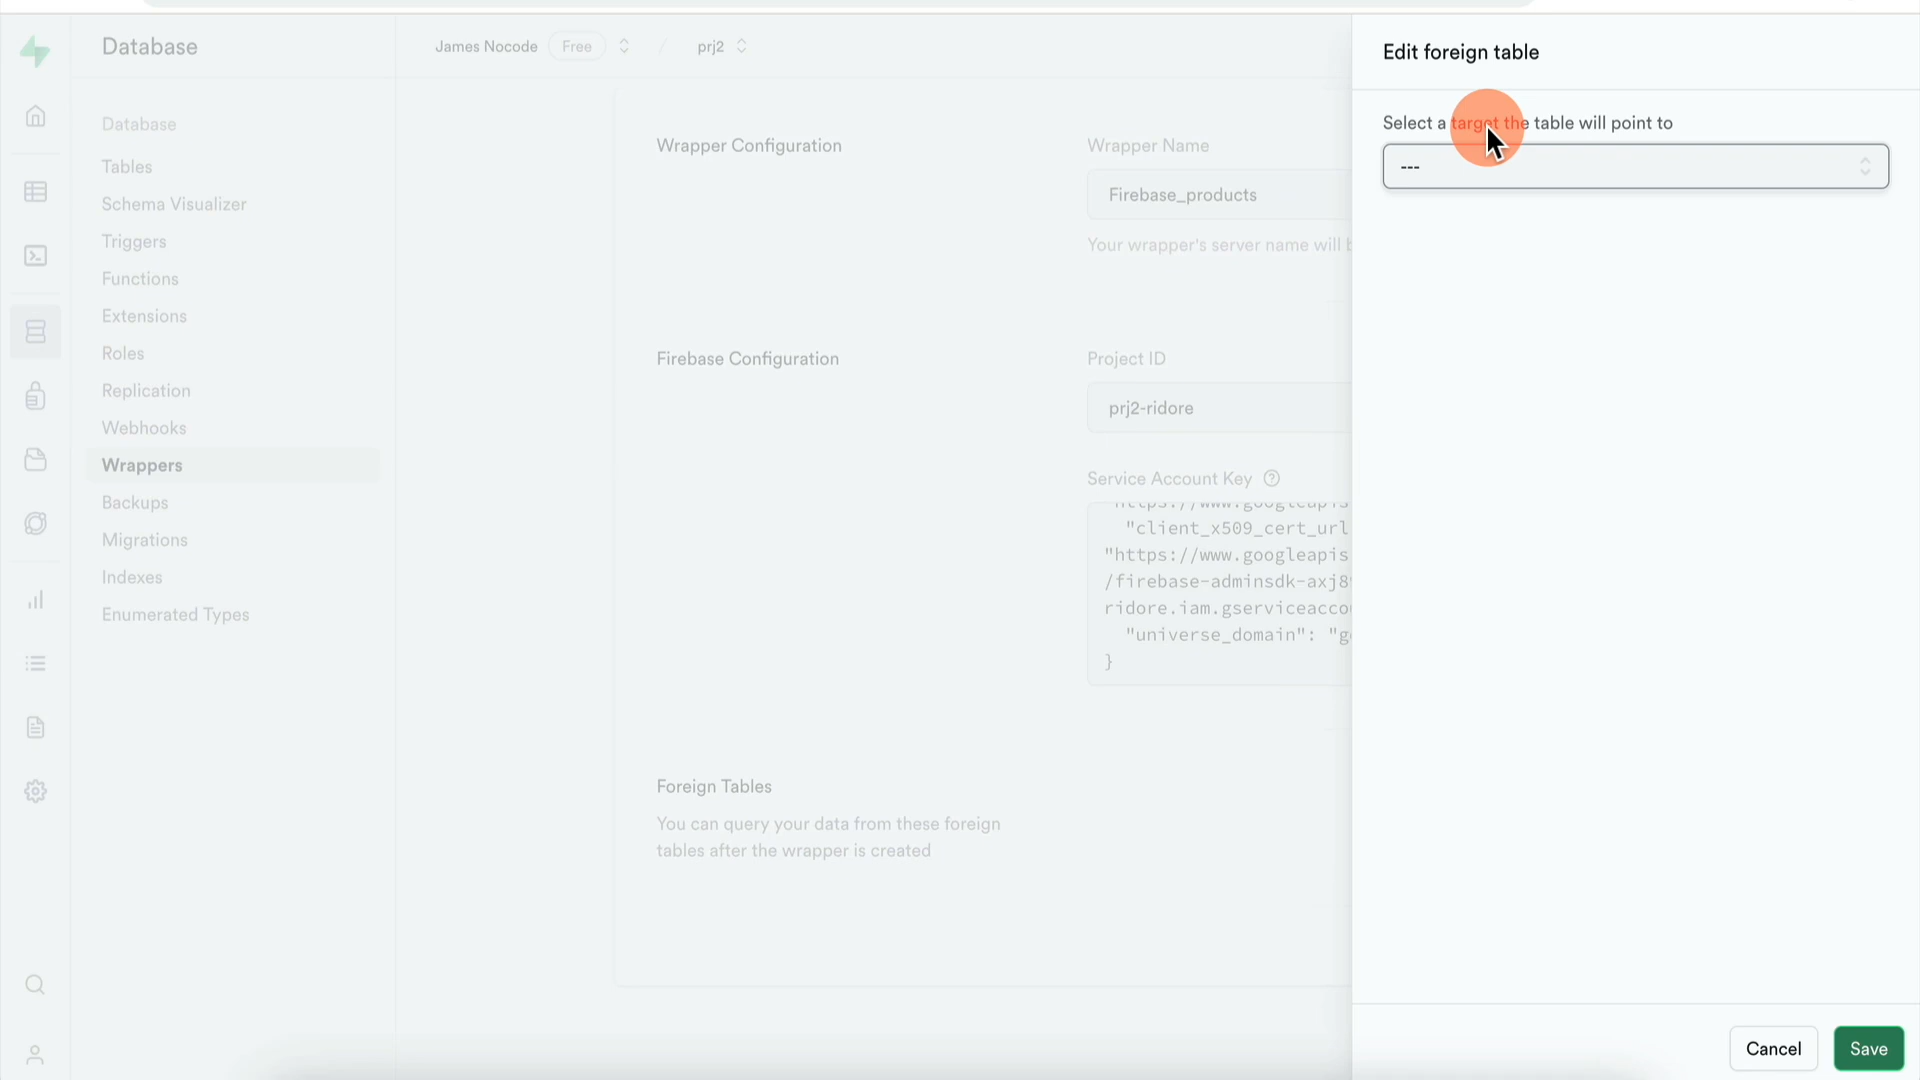 Database
James Nocode
Free
/
prj2
Edit foreign table
Database
Tables
Schema Visualizer
Triggers
Functions
Extensions
Roles
Replication
Webhooks
Wrappers
Backups
Migrations
Indexes
Enumerated Types
Wrapper Configuration
Wrapper Name
Firebase_products
Your wrapper's server name will
Firebase Configuration
Project ID
prj2-ridore
Service Account Key
"client_x509_cert_url
"https://www.googleapis
/firebase-adminsdk-axj8
ridore.iam.gserviceacco
"universe_domain": "g
}
Foreign Tables
You can query your data from these foreign
tables after the wrapper is created
Select a target the table will point to
---
Cancel
Save